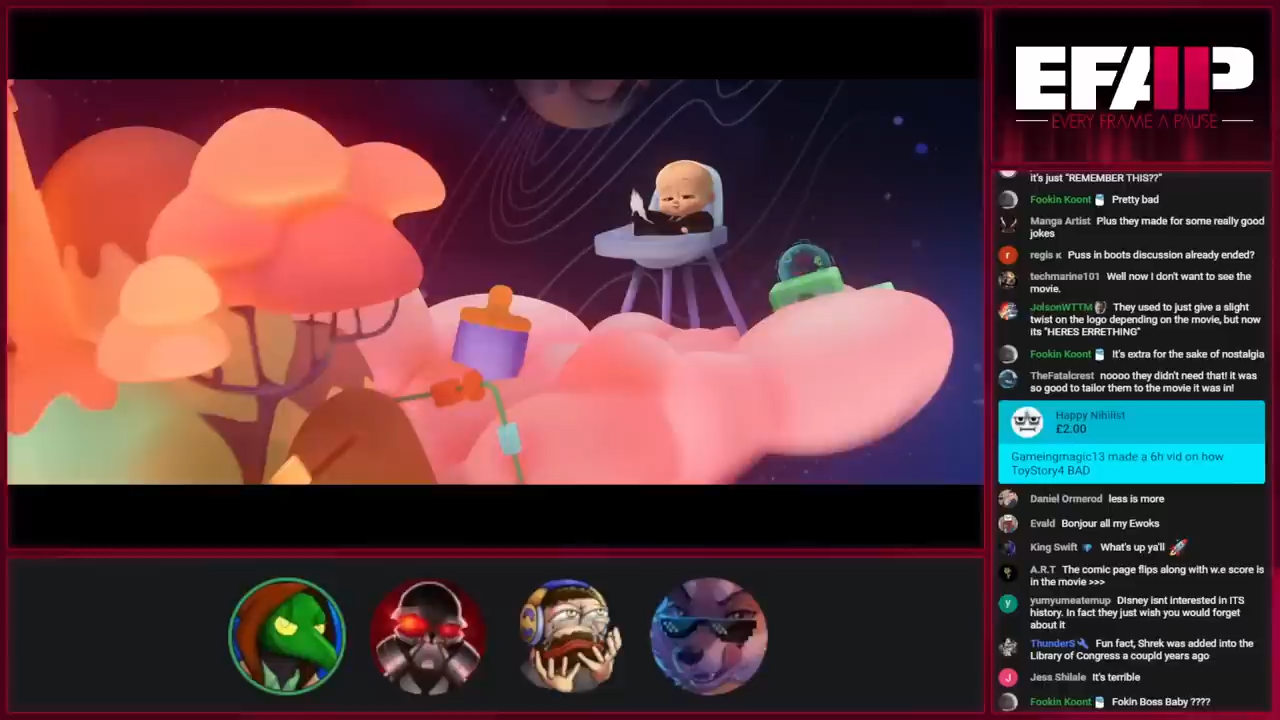 EFAP
EVERY FRAME A PAUSE
it's just "REMEMBER THIS??"
Fookin Koont Pretty bad
Manga Artist Plus they made for some really good
jokes
regis κ Puss in boots discussion already ended?
techmarine101 Well now I don't want to see the
movie.
JolsonWTTM They used to just give a slight
twist on the logo depending on the movie, but now
its "HERES ERRETHING"
Fookin Koont It's extra for the sake of nostalgia
TheFatalcrest noooo they didn't need that! it was
so good to tailor them to the movie it was in!
Happy Nihilist
£2.00
Gameingmagic13 made a 6h vid on how
ToyStory4 BAD
Daniel Ormerod less is more
Evald Bonjour all my Ewoks
King Swift What's up ya'll
A.R.T The comic page flips along with w.e score is
in the movie >>>
yumyumeatemup Disney isnt interested in ITS
history. In fact they just wish you would forget
about it
ThunderS Fun fact, Shrek was added into the
Library of Congress a coupld years ago
Jess Shilale It's terrible
Fookin Koont Fokin Boss Baby ????